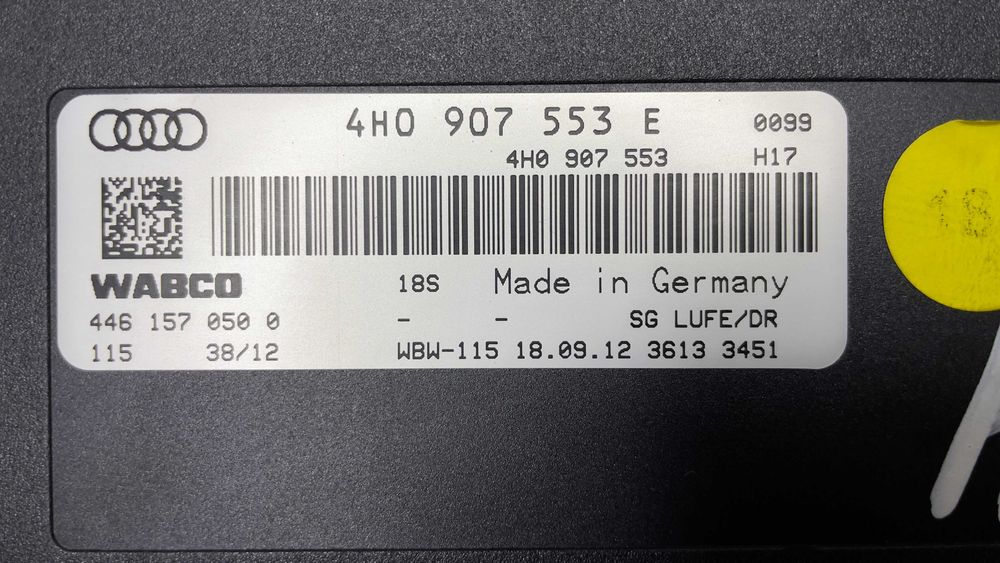 4H0 907 553 E 0099
4H0 907 553 H17
WABCO 18S Made in Germany
446 157 050 0 - - SG LUFE/DR
115 38/12 WBW-115 18.09.12 3613 3451
18